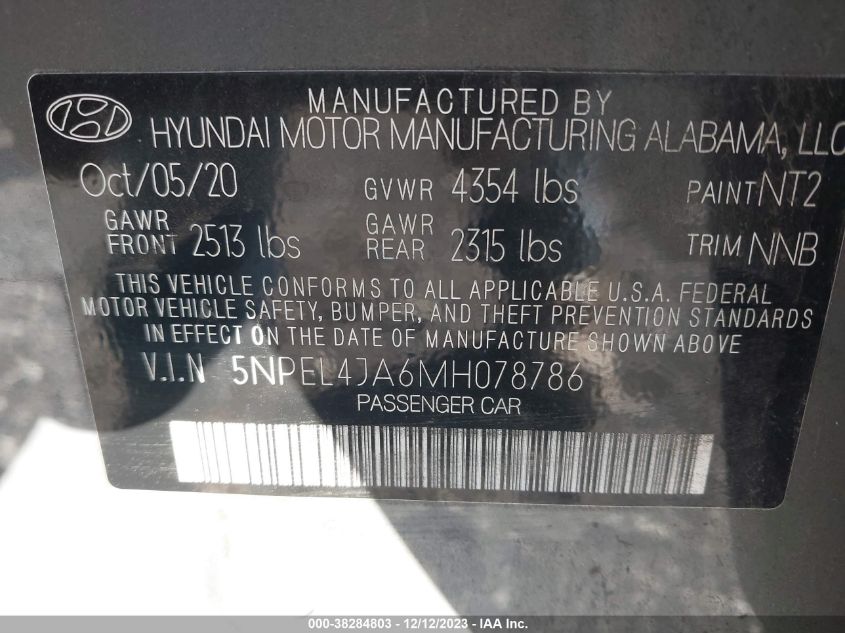 MANUFACTURED BY
HYUNDAI MOTOR MANUFACTURING ALABAMA, LLC
Oct/05/20 GVWR 4354 lbs PAINT NT2
GAWR FRONT 2513 lbs GAWR REAR 2315 lbs TRIM NNB
THIS VEHICLE CONFORMS TO ALL APPLICABLE U.S.A. FEDERAL
MOTOR VEHICLE SAFETY, BUMPER, AND THEFT PREVENTION STANDARDS
IN EFFECT ON THE DATE OF MANUFACTURE SHOWN ABOVE
V.I.N 5NPEL4JA6MH078786
PASSENGER CAR
000-38284803 - 12/12/2023 - IAA Inc.